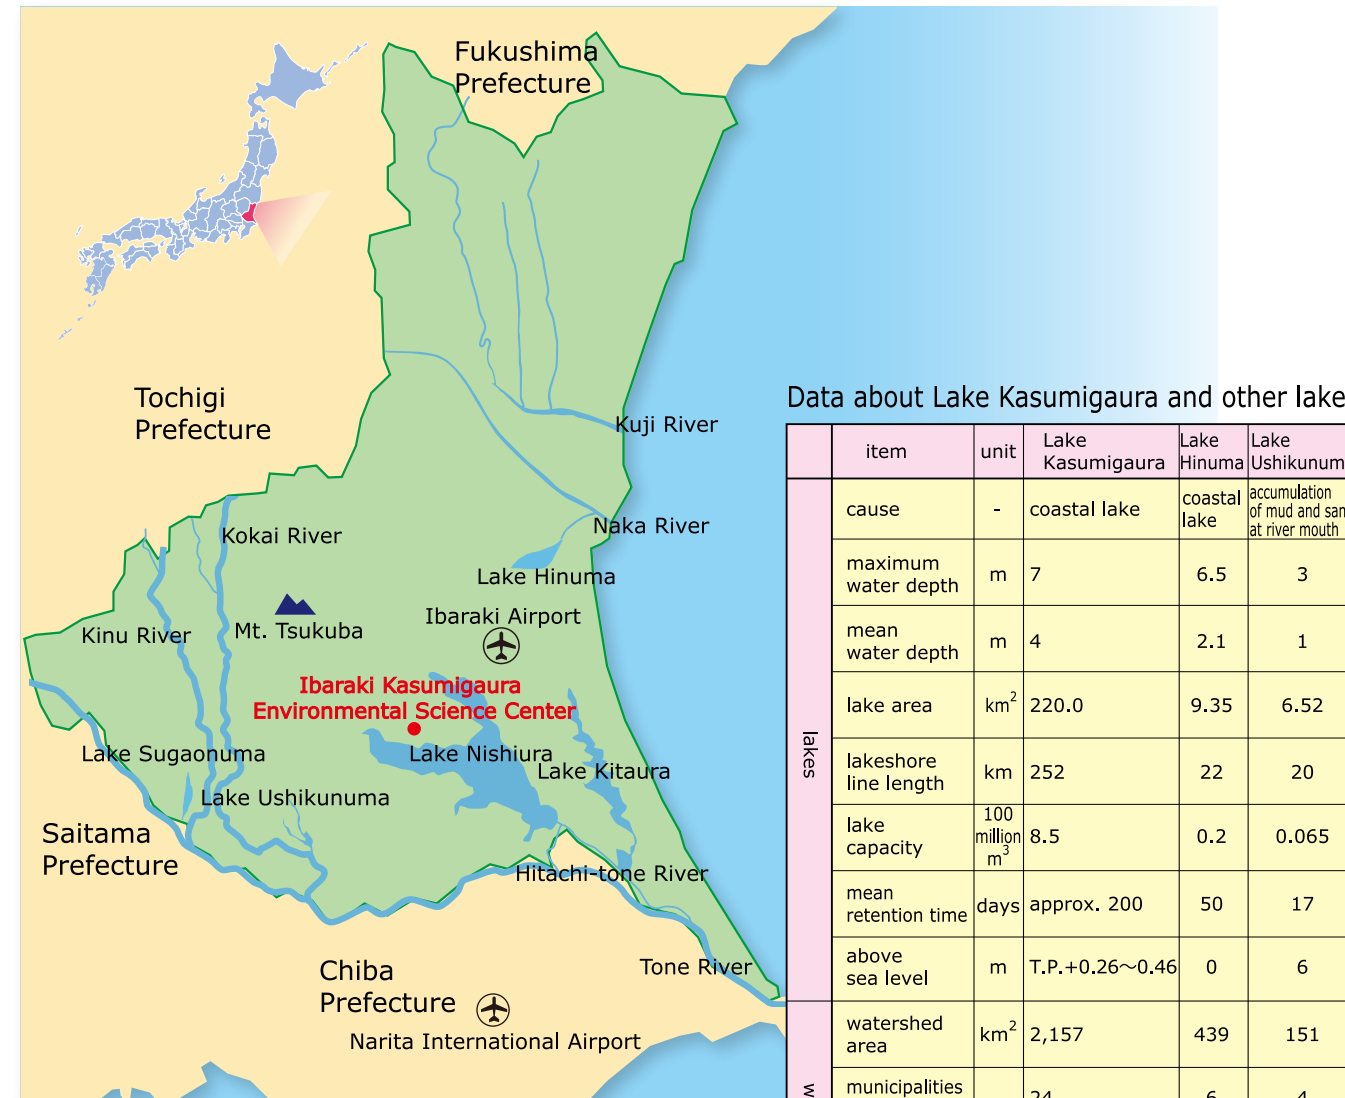 Fukushima
Prefecture
Tochigi
Prefecture
Kuji River
Naka River
Kokai River
Lake Hinuma
Ibaraki Airport
Kinu River
Mt. Tsukuba
Ibaraki Kasumigaura
Environmental Science Center
Lake Sugaonuma
Lake Nishiura
Lake Kitaura
Lake Ushikunuma
Saitama
Prefecture
Hitachi-tone River
Chiba
Prefecture
Tone River
Narita International Airport
Data about Lake Kasumigaura and other lake
item unit Lake Kasumigaura Lake Hinuma Lake Ushikunum
lakes
cause - coastal lake coastal lake accumulation of mud and san at river mouth
maximum water depth m 7 6.5 3
mean water depth m 4 2.1 1
lake area km² 220.0 9.35 6.52
lakeshore line length km 252 22 20
lake capacity 100 million m³ 8.5 0.2 0.065
mean retention time days approx. 200 50 17
above sea level m T.P.+0.26～0.46 0 6
watershed area km² 2,157 439 151
municipalities 24 6 4